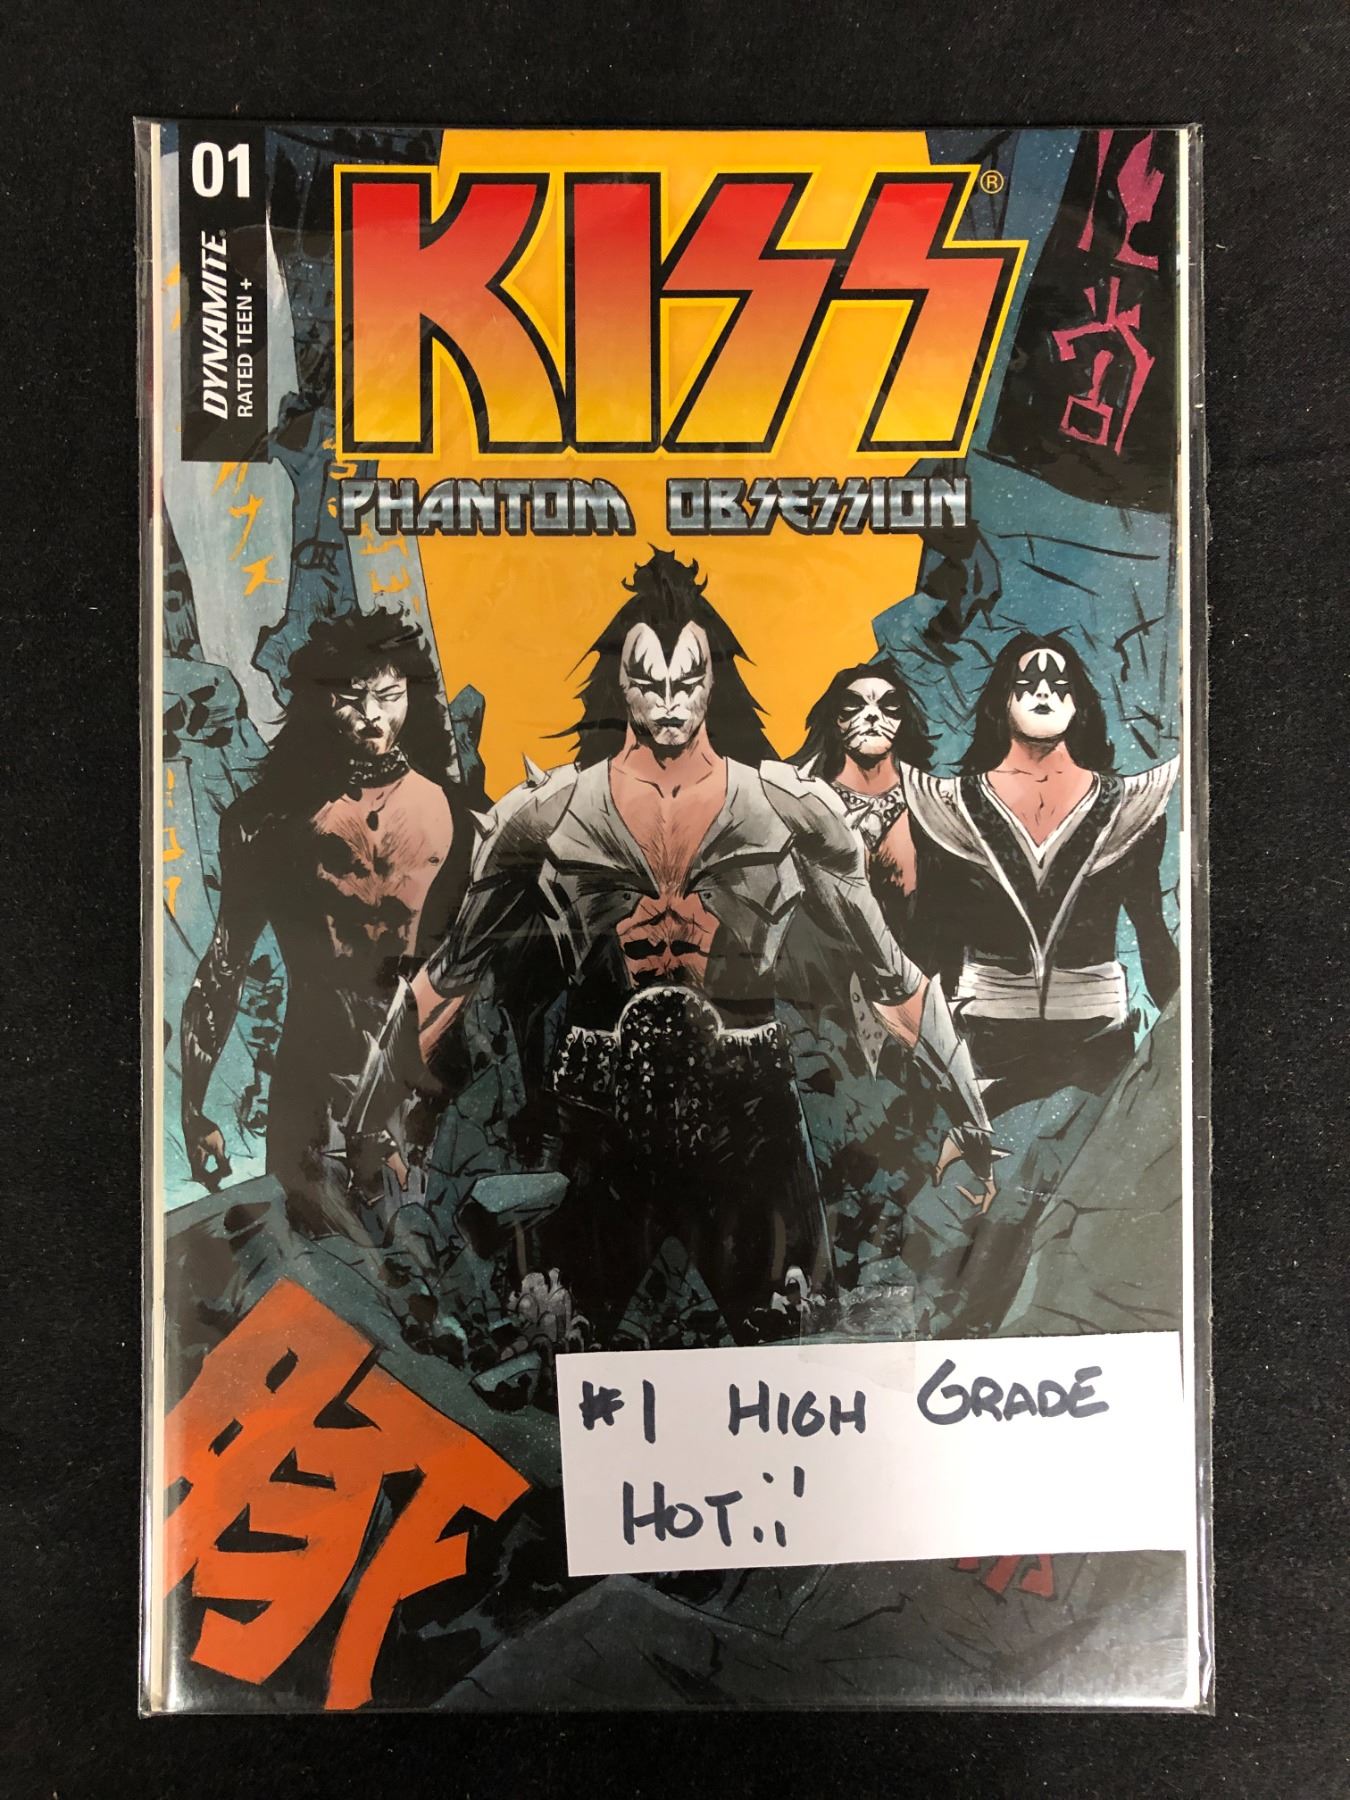 01
DYNAMITE®
RATED TEEN +
KISS®
PHANTOM OBSESSION
#1 HIGH GRADE
HOT!!